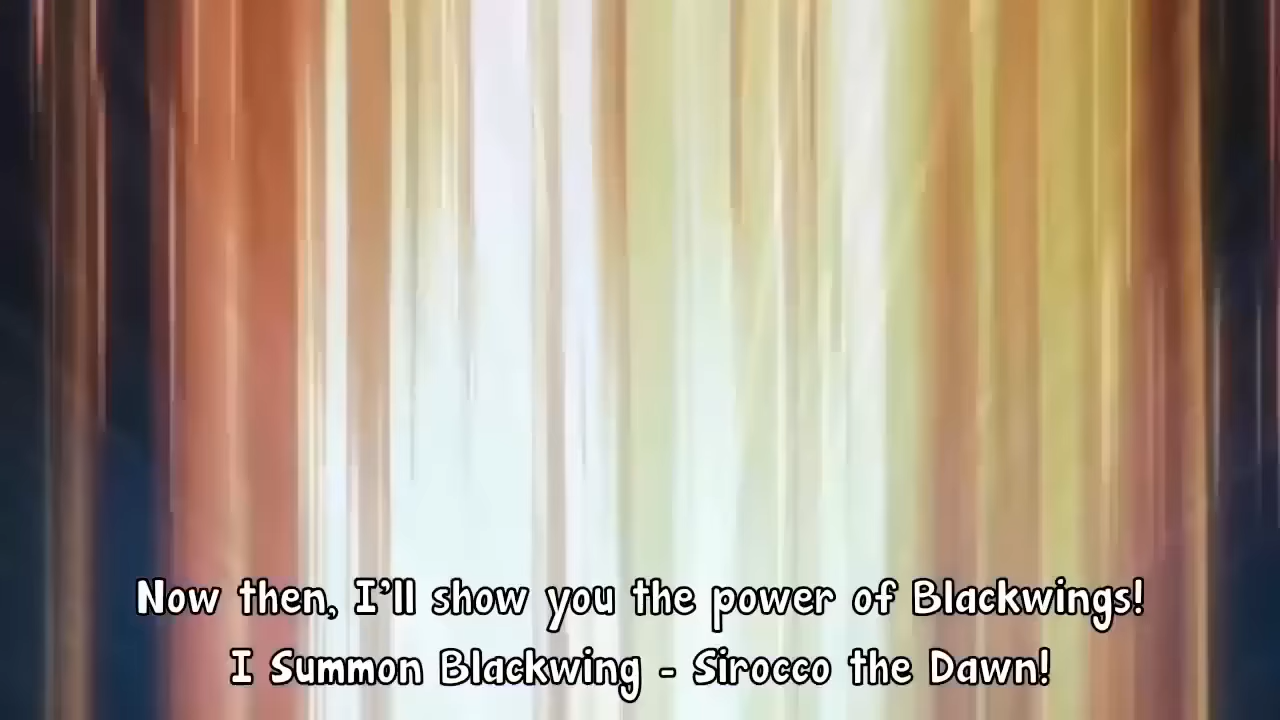 Now then, I'll show you the power of Blackwings!
I Summon Blackwing - Sirocco the Dawn!